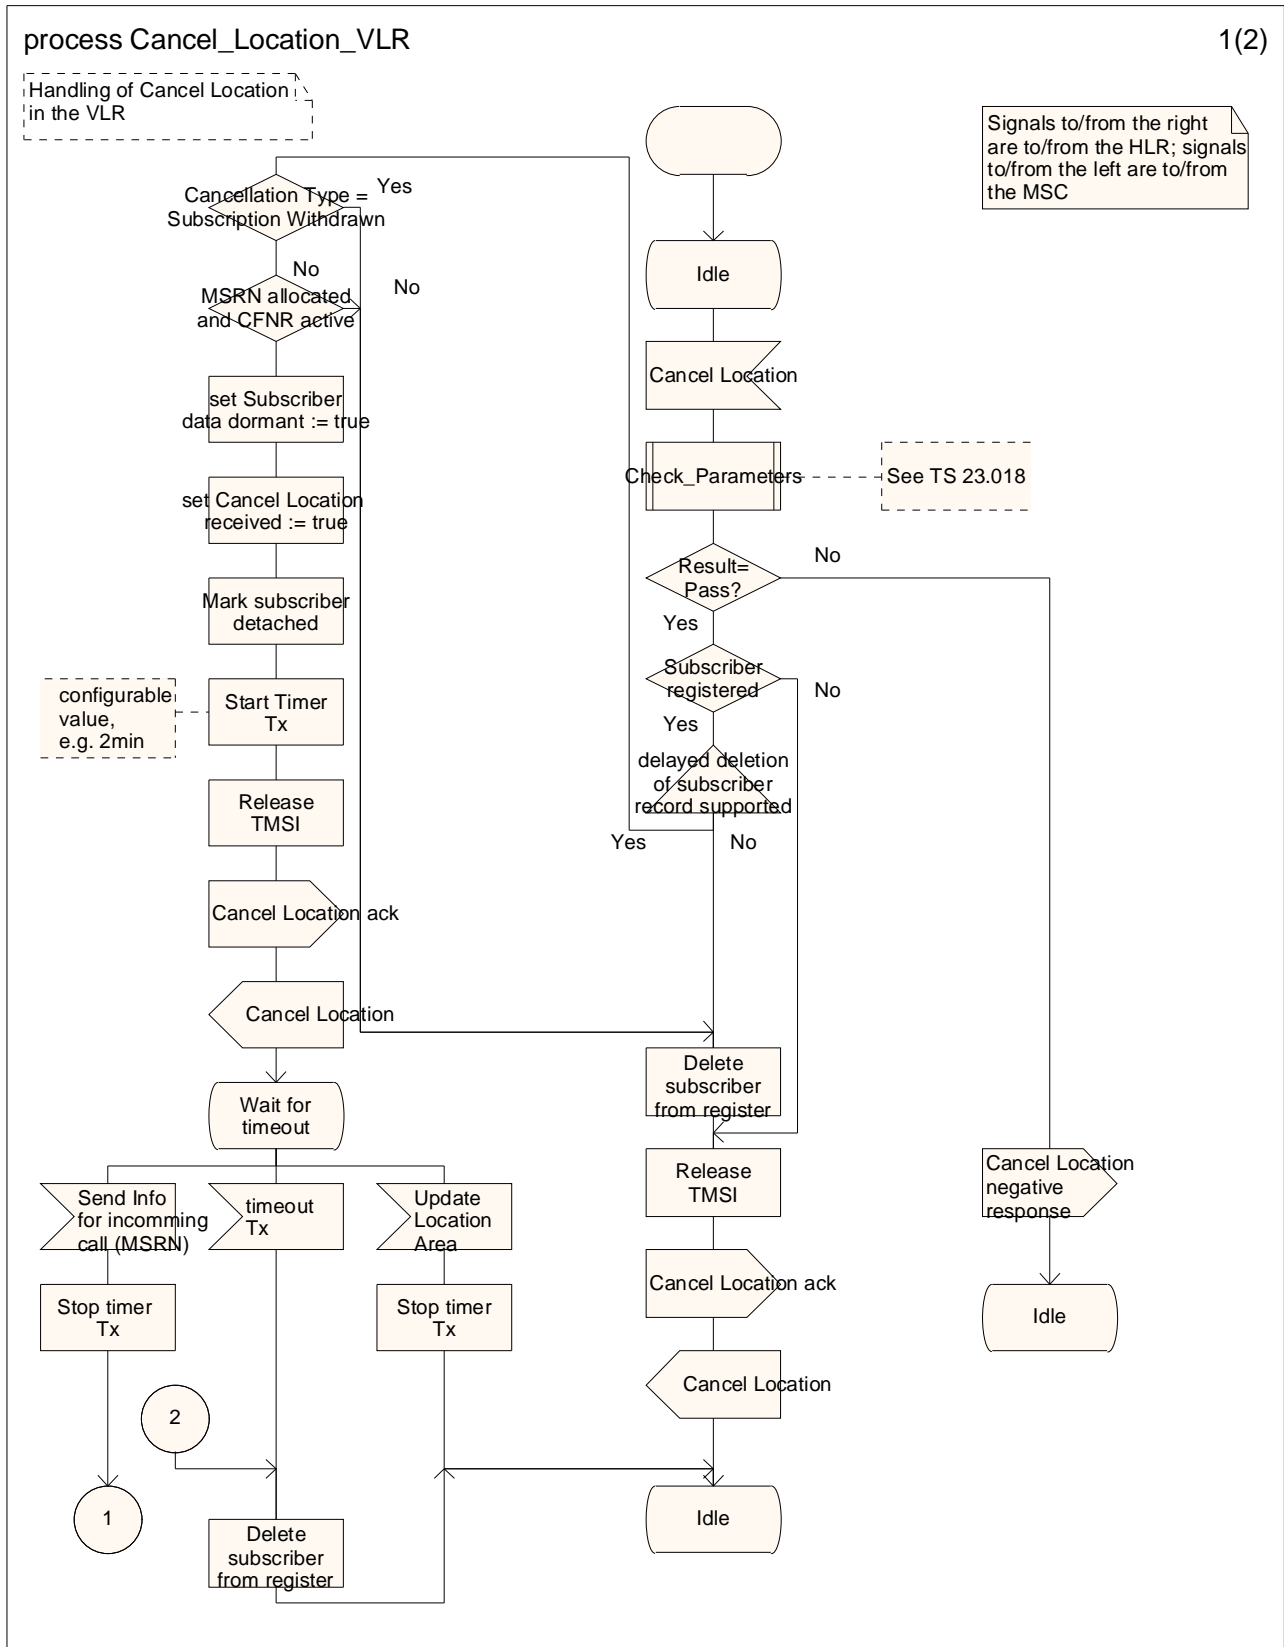 process Cancel_Location_VLR
1(2)
Handling of Cancel Location
in the VLR
Signals to/from the right
are to/from the HLR; signals
to/from the left are to/from
the MSC
Cancellation Type =
Subscription Withdrawn
Yes
No
MSRN allocated
and CFNR active
No
set Subscriber
data dormant := true
set Cancel Location
received := true
Mark subscriber
detached
configurable
value,
e.g. 2min
Start Timer
Tx
Release
TMSI
Cancel Location ack
Cancel Location
Wait for
timeout
Send Info
for incomming
call (MSRN)
timeout
Tx
Update
Location
Area
Stop timer
Tx
Stop timer
Tx
2
1
Delete
subscriber
from register
Idle
Cancel Location
Check_Parameters
See TS 23.018
Result=
Pass?
No
Yes
Subscriber
registered
No
Yes
delayed deletion
of subscriber
record supported
Yes
No
Delete
subscriber
from register
Release
TMSI
Cancel Location ack
Cancel Location
Idle
Cancel Location
negative
response
Idle